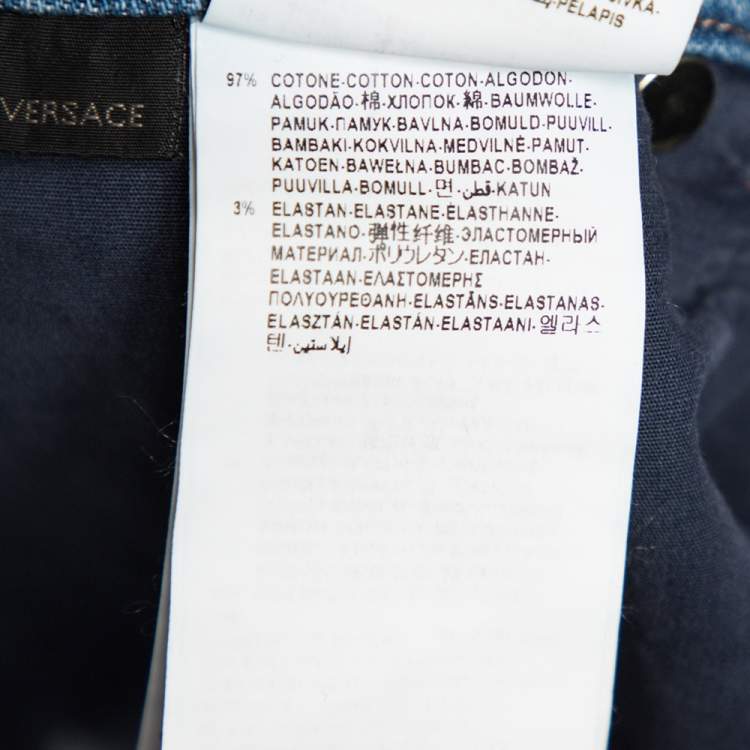 -PELAPIS
VERSACE
97% COTONE-COTTON-COTON-ALGODON-
ALGODÃO-棉-ХЛОПОК-綿-BAUMWOLLE-
PAMUK-ПАМУК-BAVLNA-BOMULD-PUUVILL-
BAMBAKI-KOKVILNA-MEDVILNĖ-PAMUT-
KATOEN-BAWEŁNA-BUMBAC-BOMBAŽ-
PUUVILLA-BOMULL-면-قطن-KATUN
3% ELASTAN-ELASTANE-ÉLASTHANNE-
ELASTANO-弹性纤维-ЭЛАСТОМЕРНЫЙ
МАТЕРИАЛ-ポリウレタン-ЕЛАСТАН-
ELASTAAN-ΕΛΑΣΤΟΜΕΡΗΣ
ΠΟΛΥΟΥΡΕΘΑΝΗ-ELASTĀNS-ELASTANAS-
ELASZTÁN-ELASTÁN-ELASTAANI-엘라스
텐-إيلاستين